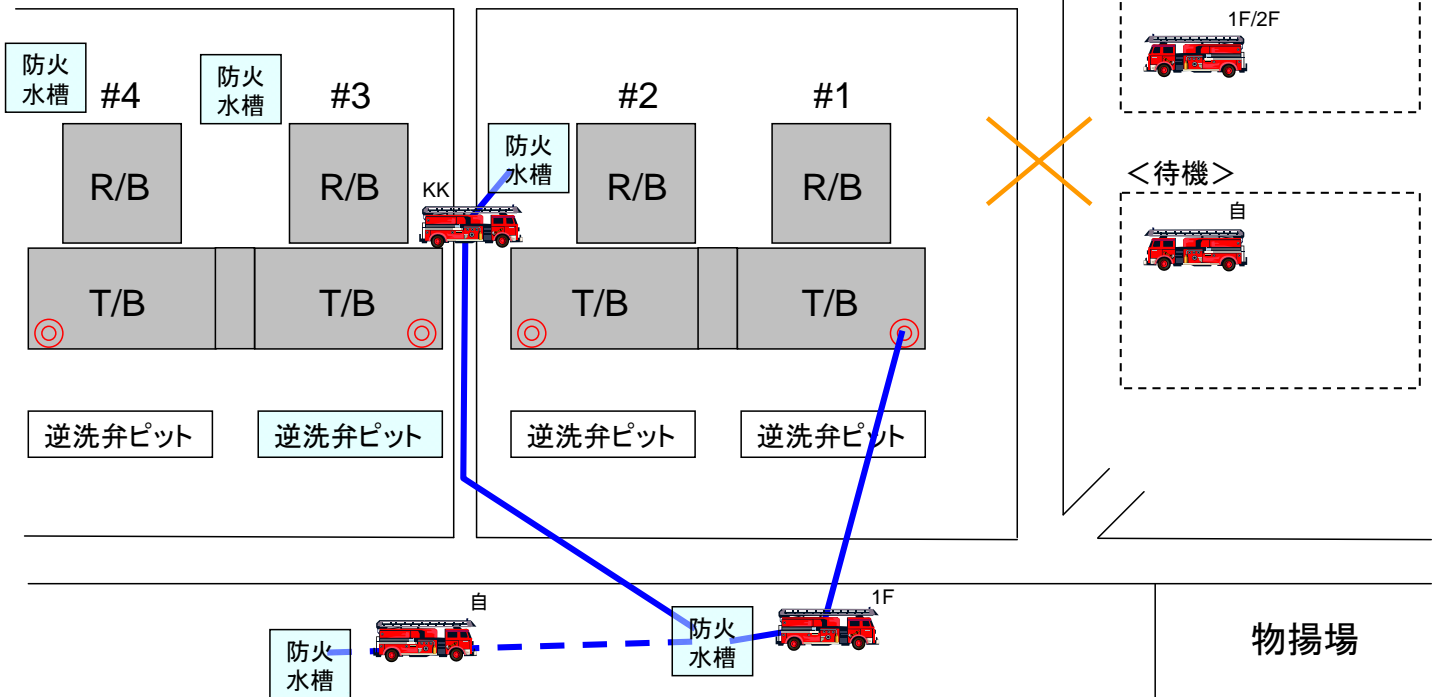 1F/2F
防火
水槽
防火
水槽
#4
#3
#2
#1
防火
水槽
R/B
R/B
R/B
R/B
KK
<待機>
自
T/B
T/B
T/B
T/B
逆洗弁ピット
逆洗弁ピット
逆洗弁ピット
逆洗弁ピット
自
1F
防火
水槽
防火
水槽
物揚場